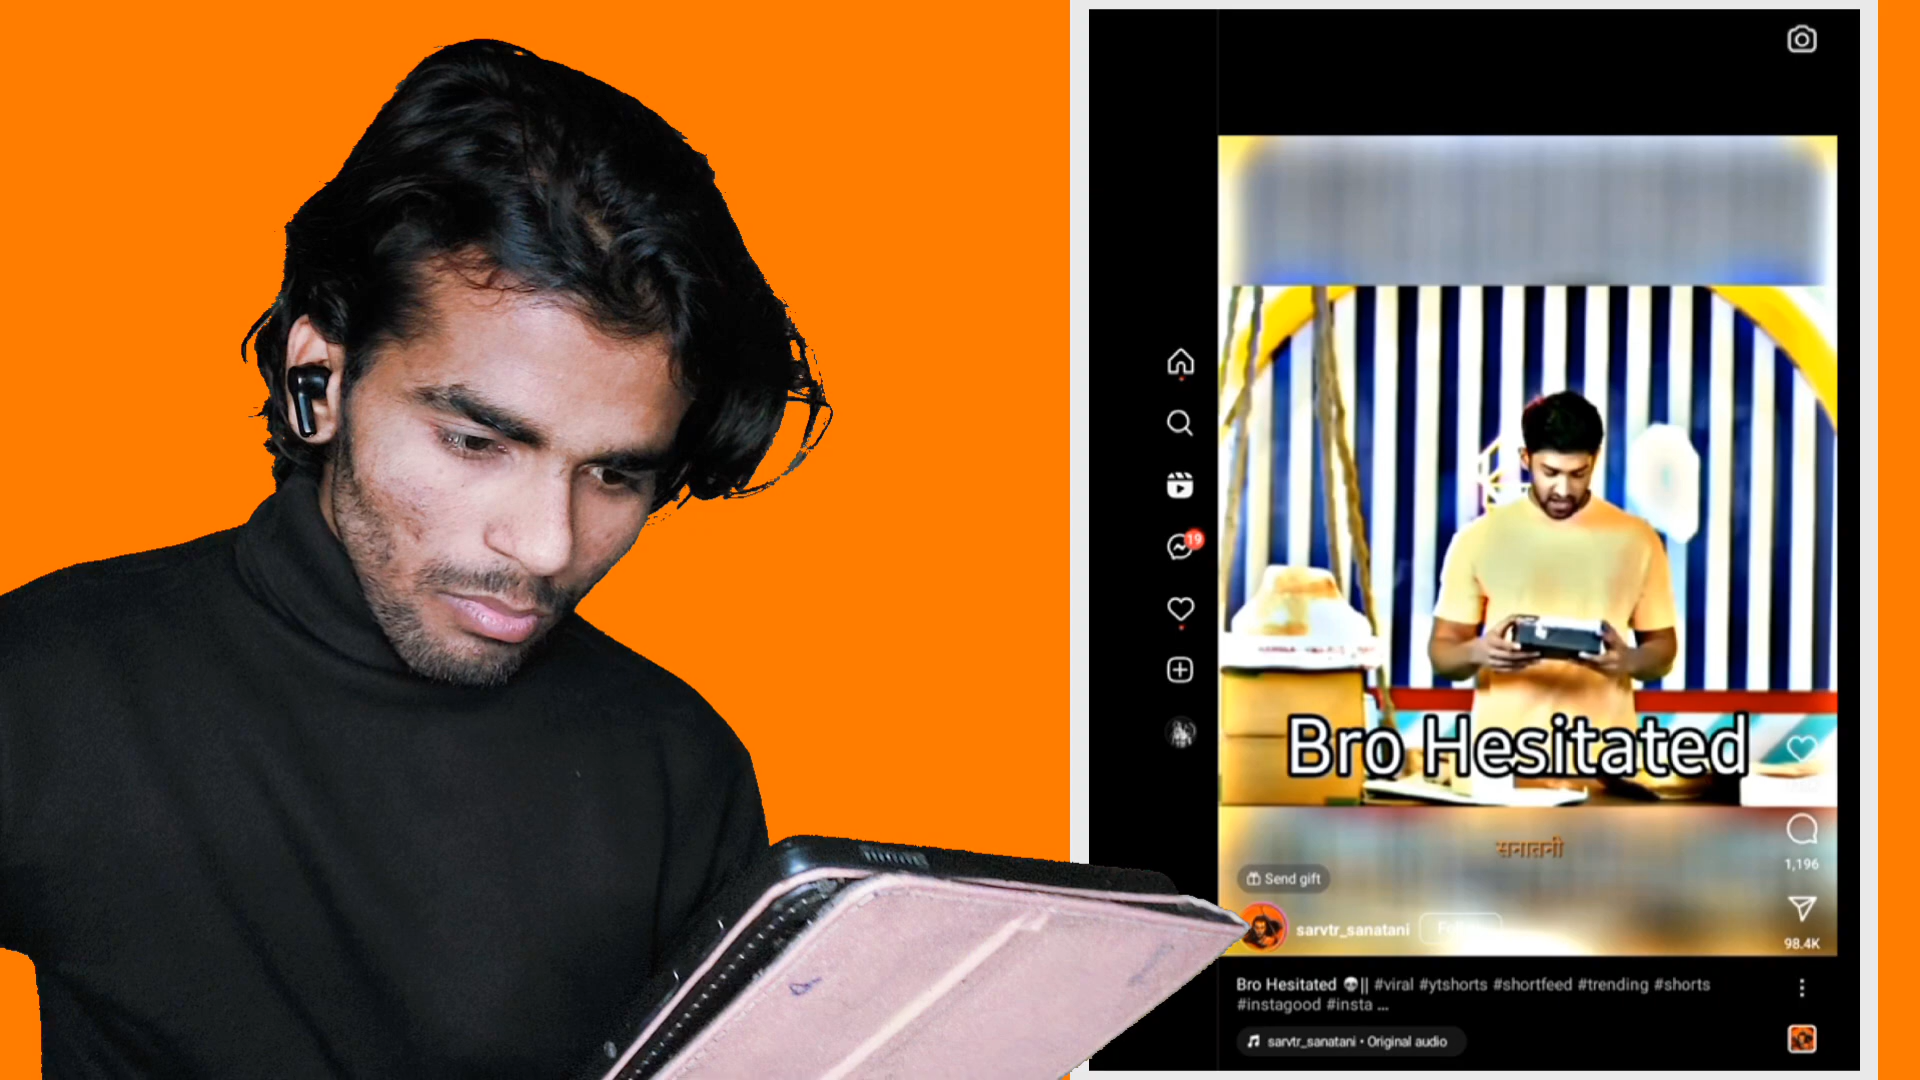 19
Bro Hesitated
सनातनी
Send gift
1,196
sarvtr_sanatani
98.4K
Bro Hesitated 💀|| #viral #ytshorts #shortfeed #trending #shorts
#instagood #insta ...
sarvtr_sanatani • Original audio